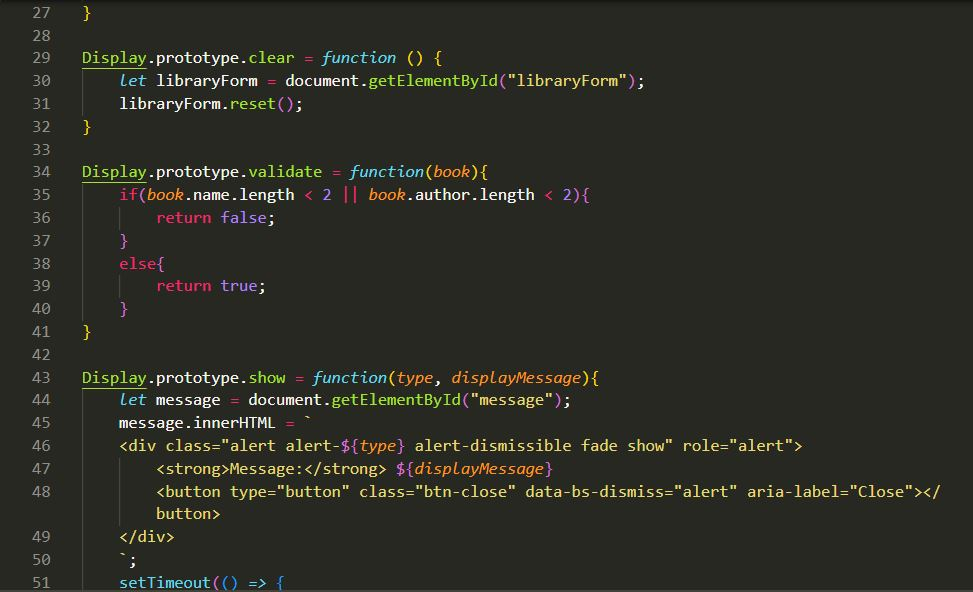 27 }
28
29 Display.prototype.clear = function () {
30     let libraryForm = document.getElementById("libraryForm");
31     libraryForm.reset();
32 }
33
34 Display.prototype.validate = function(book){
35     if(book.name.length < 2 || book.author.length < 2){
36         return false;
37     }
38     else{
39         return true;
40     }
41 }
42
43 Display.prototype.show = function(type, displayMessage){
44     let message = document.getElementById("message");
45     message.innerHTML = `
46     <div class="alert alert-${type} alert-dismissible fade show" role="alert">
47         <strong>Message:</strong> ${displayMessage}
48         <button type="button" class="btn-close" data-bs-dismiss="alert" aria-label="Close"></
        button>
49     </div>
50     `;
51     setTimeout(() => {